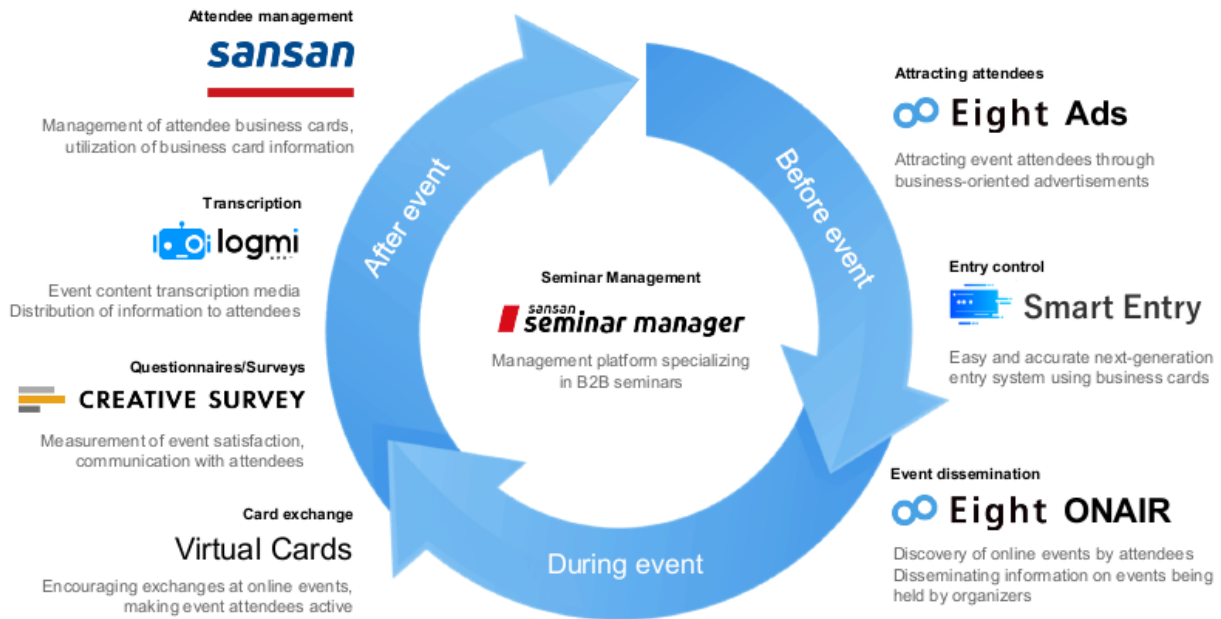 Attendee management
sansan
Management of attendee business cards,
utilization of business card information
Transcription
logmi
Event content transcription media
Distribution of information to attendees
Questionnaires/Surveys
CREATIVE SURVEY
Measurement of event satisfaction,
communication with attendees
Card exchange
Virtual Cards
Encouraging exchanges at online events,
making event attendees active
After event
Before event
During event
Seminar Management
sansan
seminar manager
Management platform specializing
in B2B seminars
Attracting attendees
Eight Ads
Attracting event attendees through
business-oriented advertisements
Entry control
Smart Entry
Easy and accurate next-generation
entry system using business cards
Event dissemination
Eight ONAIR
Discovery of online events by attendees
Disseminating information on events being
held by organizers